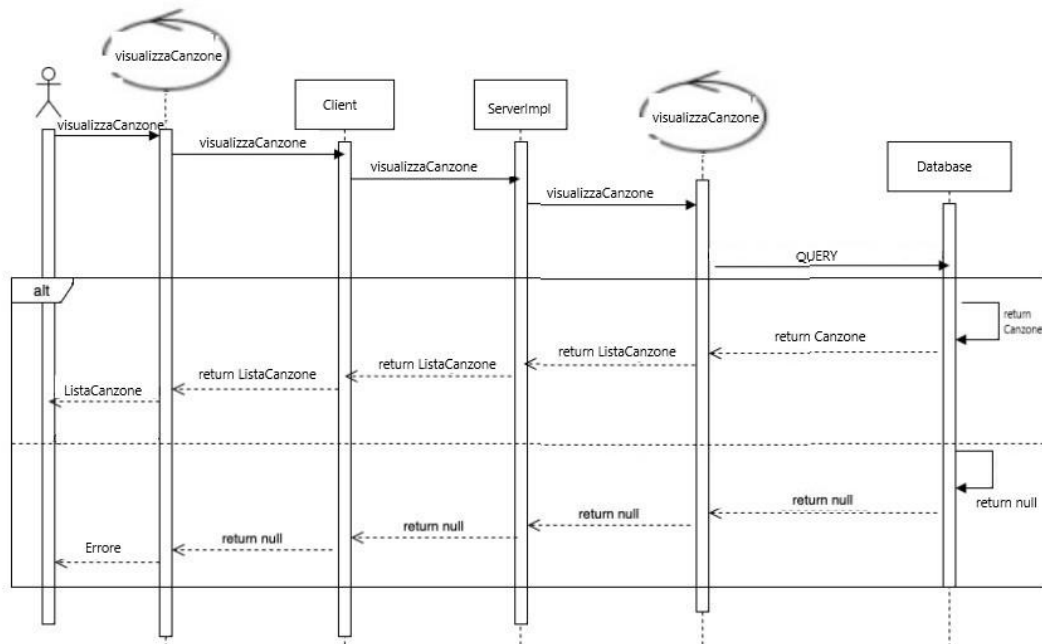 visualizzaCanzone
Client
ServerImpl
visualizzaCanzone
Database
visualizzaCanzone
visualizzaCanzone
visualizzaCanzone
visualizzaCanzone
QUERY
alt
return
Canzone
return Canzone
return ListaCanzone
return ListaCanzone
return ListaCanzone
ListaCanzone
return null
return null
return null
return null
return null
Errore